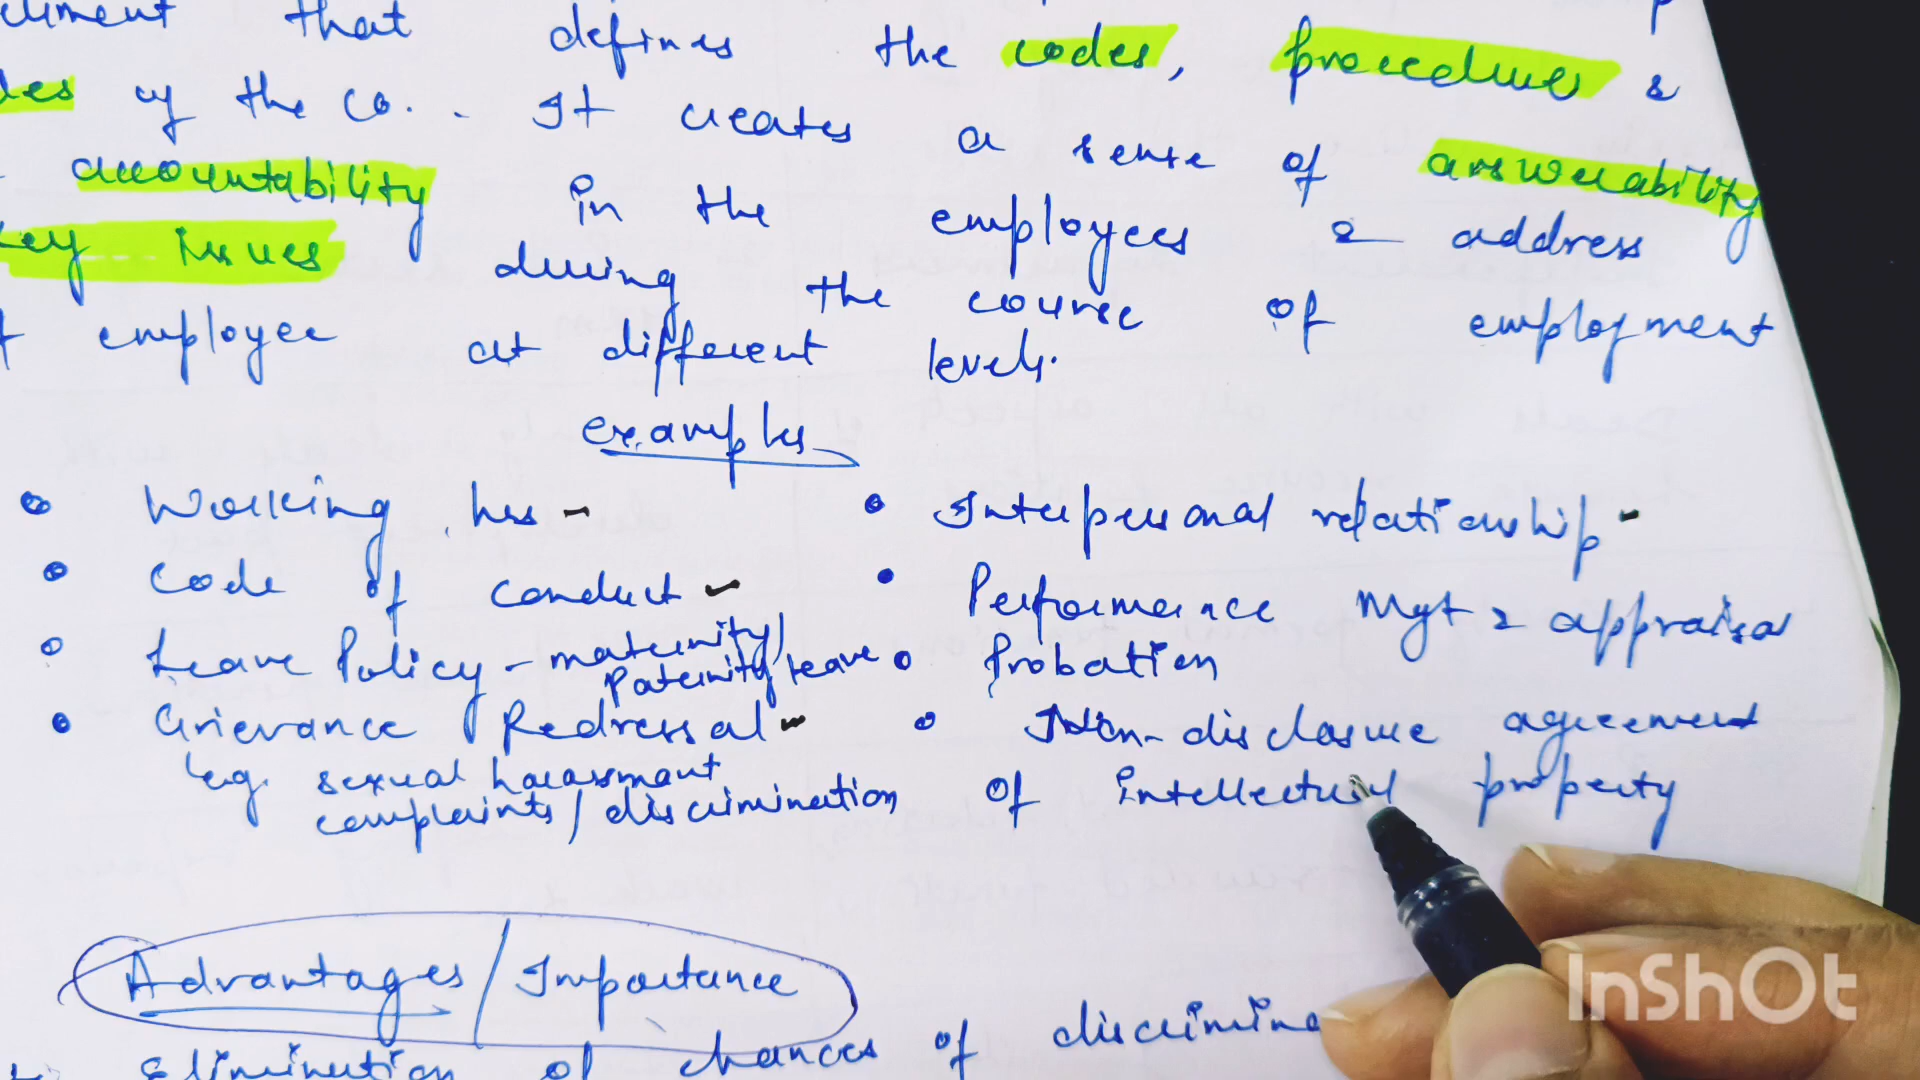 that defines the codes, procedures &
of the co.. It creates a sense of answerability
accountability in the employees & address
key issues during the course of employment
employee at different levels.
examples
• Working hrs - • Interpersonal relationship -
• Code of conduct - • Performance Mgt & appraisal
• Leave Policy - maternity/ paternity leave • Probation
• Grievance Redressal - • Non-disclosure agreement
eg. sexual harassment of intellectual property
complaints / discrimination
Advantages / Importance
Elimination of chances of discrimina
InShOt